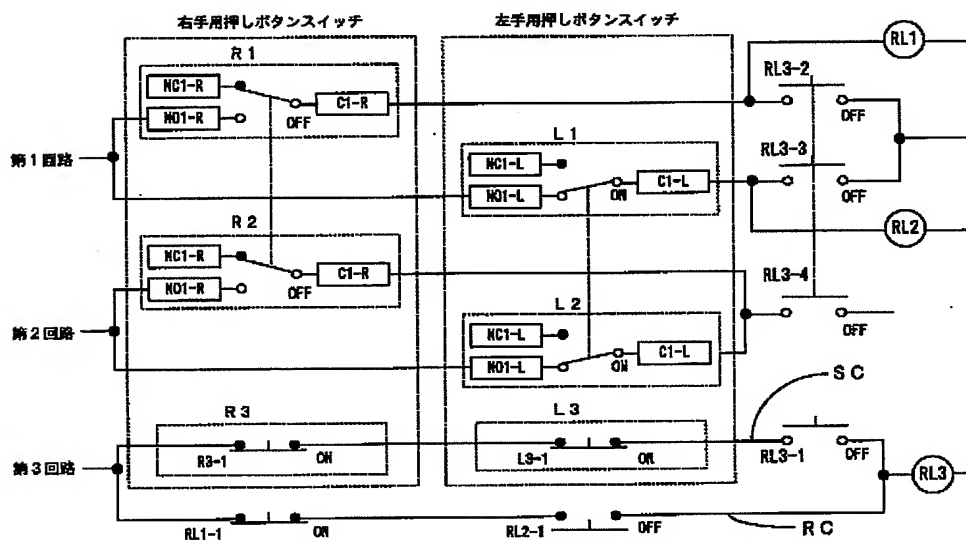 右手用押しボタンスイッチ
左手用押しボタンスイッチ
RL1
R1
NC1-R
C1-R
NO1-R
OFF
RL3-2
OFF
第1回路
L1
NC1-L
NO1-L
ON
C1-L
RL3-3
OFF
RL2
R2
NC1-R
C1-R
NO1-R
OFF
RL3-4
OFF
第2回路
L2
NC1-L
NO1-L
ON
C1-L
SC
R3
R3-1
ON
L3
L3-1
ON
RL3-1
OFF
第3回路
RL3
RL1-1
ON
RL2-1
OFF
RC